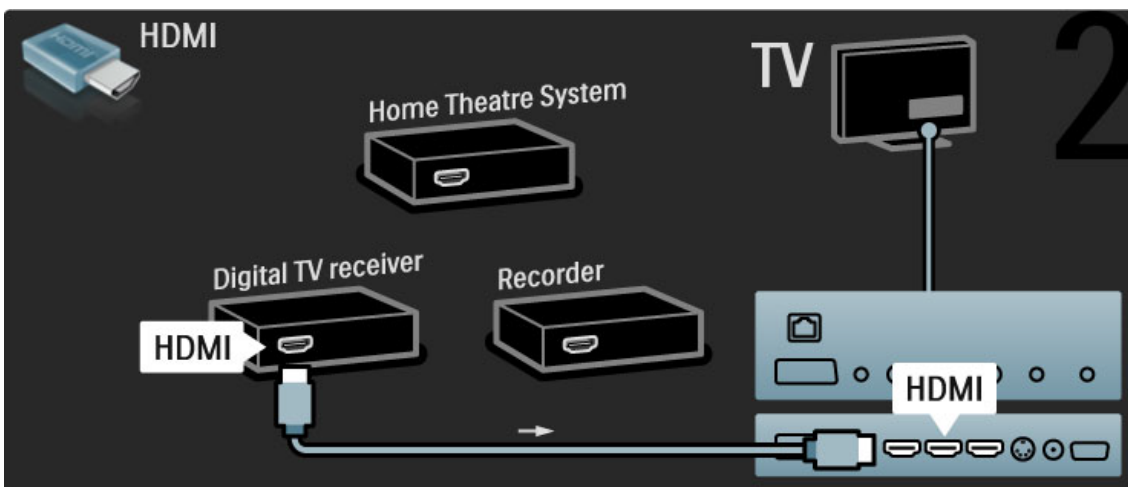 HDMI
TV
2
Home Theatre System
Digital TV receiver
Recorder
HDMI
HDMI